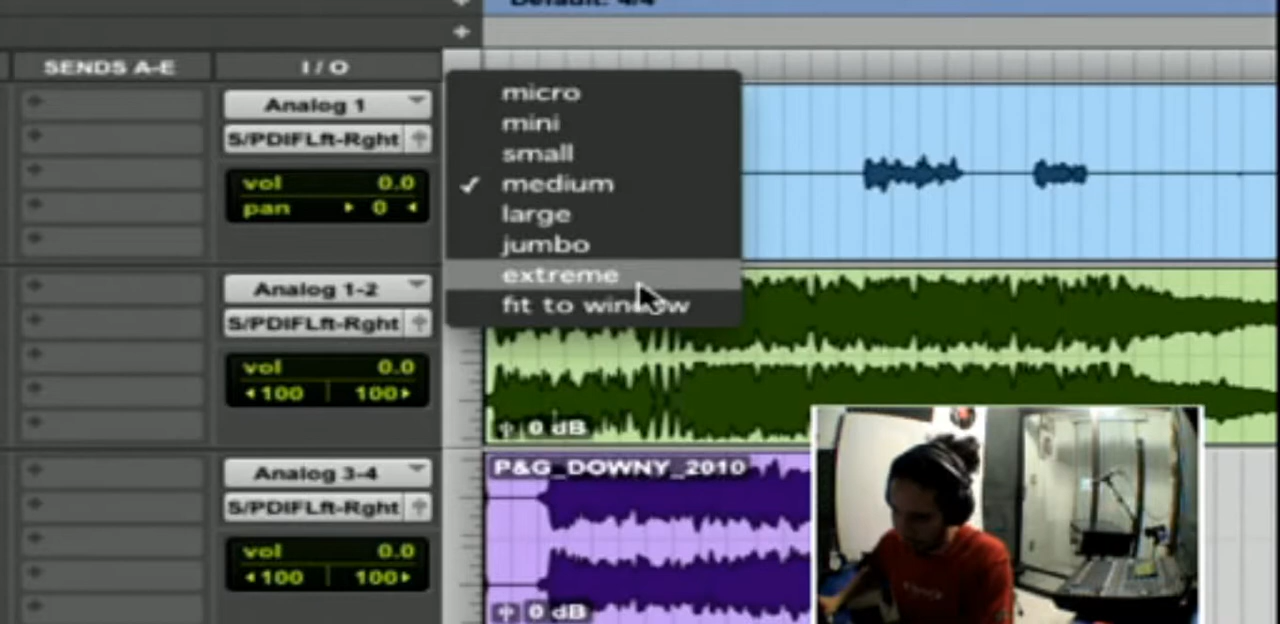 Default: 4/4
+
SENDS A-E
I / O
Analog 1
S/PDIFLft-Rght
vol 0.0
pan 0
micro
mini
small
✓ medium
large
jumbo
extreme
fit to window
Analog 1-2
S/PDIFLft-Rght
vol 0.0
100 100
0 dB
Analog 3-4
S/PDIFLft-Rght
vol 0.0
100 100
P&G_DOWNY_2010
0 dB